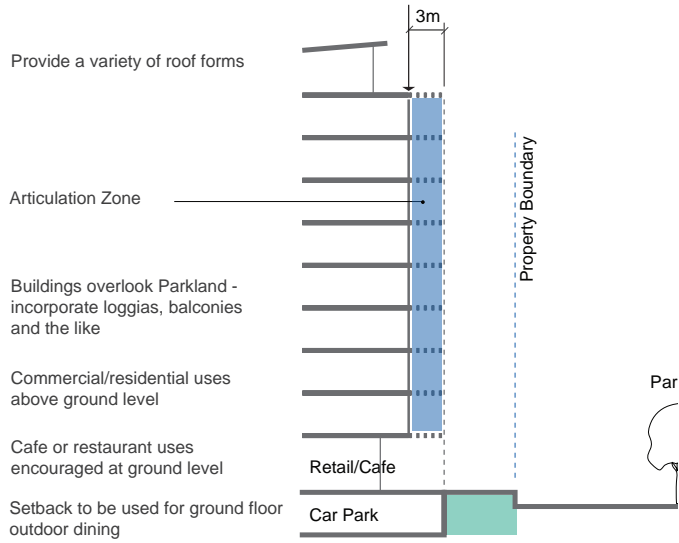 3m
Provide a variety of roof forms
Articulation Zone
Property Boundary
Buildings overlook Parkland -
incorporate loggias, balconies
and the like
Commercial/residential uses
above ground level
Par
Cafe or restaurant uses
encouraged at ground level
Retail/Cafe
Setback to be used for ground floor
outdoor dining
Car Park